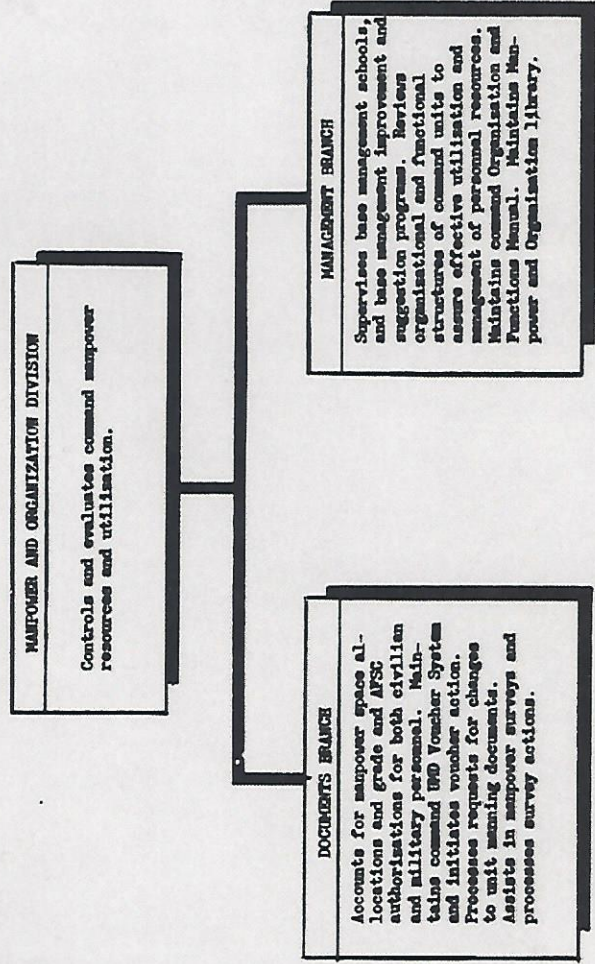 MANPOWER AND ORGANIZATION DIVISION
Controls and evaluates command manpower
resources and utilization.
DOCUMENTS BRANCH
Accounts for manpower space al-
locations and grade and AFSC
authorizations for both civilian
and military personnel. Main-
tains command UMD Voucher System
and initiates voucher action.
Processes requests for changes
to unit manning documents.
Assists in manpower surveys and
processes survey actions.
MANAGEMENT BRANCH
Supervises base management schools,
and base management improvement and
suggestion programs. Reviews
organizational and functional
structures of command units to
assure effective utilization and
management of personnel resources.
Maintains command Organization and
Functions Manual. Maintains Man-
power and Organization library.